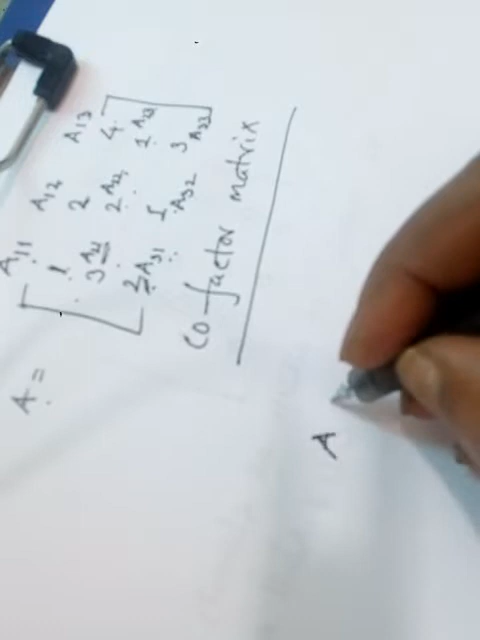 A11 A12 A13
A = [ 1 2 4
3 A21 2 A22 1 A23
2 A31 1 A32 3 A33 ]
co-factor matrix
A